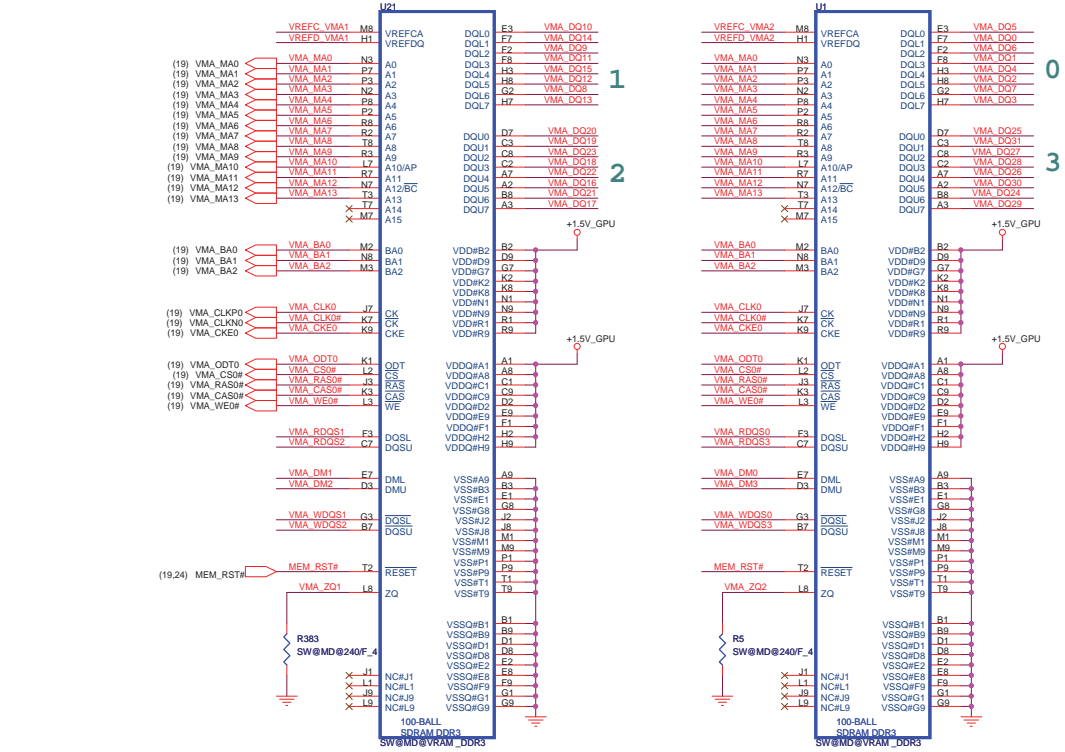 U21
VREFC_VMA1 M8 VREFCA
VREFD_VMA1 H1 VREFDQ
(19) VMA_MA0 VMA_MA0 N3 A0
(19) VMA_MA1 VMA_MA1 P7 A1
(19) VMA_MA2 VMA_MA2 P3 A2
(19) VMA_MA3 VMA_MA3 N2 A3
(19) VMA_MA4 VMA_MA4 P8 A4
(19) VMA_MA5 VMA_MA5 P2 A5
(19) VMA_MA6 VMA_MA6 R8 A6
(19) VMA_MA7 VMA_MA7 R2 A7
(19) VMA_MA8 VMA_MA8 T8 A8
(19) VMA_MA9 VMA_MA9 R3 A9
(19) VMA_MA10 VMA_MA10 L7 A10/AP
(19) VMA_MA11 VMA_MA11 R7 A11
(19) VMA_MA12 VMA_MA12 N7 A12/BC
(19) VMA_MA13 VMA_MA13 T3 A13
T7 A14
M7 A15
(19) VMA_BA0 VMA_BA0 M2 BA0
(19) VMA_BA1 VMA_BA1 N8 BA1
(19) VMA_BA2 VMA_BA2 M3 BA2
(19) VMA_CLKP0 VMA_CLK0 J7 CK
(19) VMA_CLKN0 VMA_CLK0# K7 CK
(19) VMA_CKE0 VMA_CKE0 K9 CKE
(19) VMA_ODT0 VMA_ODT0 K1 ODT
(19) VMA_CS0# VMA_CS0# L2 CS
(19) VMA_RAS0# VMA_RAS0# J3 RAS
(19) VMA_CAS0# VMA_CAS0# K3 CAS
(19) VMA_WE0# VMA_WE0# L3 WE
VMA_RDQS1 F3 DQSL
VMA_RDQS2 C7 DQSU
VMA_DM1 E7 DML
VMA_DM2 D3 DMU
VMA_WDQS1 G3 DQSL
VMA_WDQS2 B7 DQSU
(19,24) MEM_RST# MEM_RST# T2 RESET
VMA_ZQ1 L8 ZQ
R383
SW@MD@240/F_4
J1 NC#J1
L1 NC#L1
J9 NC#J9
L9 NC#L9
DQL0 E3 VMA_DQ10
DQL1 F7 VMA_DQ14
DQL2 F2 VMA_DQ9
DQL3 F8 VMA_DQ11
DQL4 H3 VMA_DQ15
DQL5 H8 VMA_DQ12
DQL6 G2 VMA_DQ8
DQL7 H7 VMA_DQ13
1
DQU0 D7 VMA_DQ20
DQU1 C3 VMA_DQ19
DQU2 C8 VMA_DQ23
DQU3 C2 VMA_DQ18
DQU4 A7 VMA_DQ22
DQU5 A2 VMA_DQ16
DQU6 B8 VMA_DQ21
DQU7 A3 VMA_DQ17
2
+1.5V_GPU
VDD#B2 B2
VDD#D9 D9
VDD#G7 G7
VDD#K2 K2
VDD#K8 K8
VDD#N1 N1
VDD#N9 N9
VDD#R1 R1
VDD#R9 R9
+1.5V_GPU
VDDQ#A1 A1
VDDQ#A8 A8
VDDQ#C1 C1
VDDQ#C9 C9
VDDQ#D2 D2
VDDQ#E9 E9
VDDQ#F1 F1
VDDQ#H2 H2
VDDQ#H9 H9
VSS#A9 A9
VSS#B3 B3
VSS#E1 E1
VSS#G8 G8
VSS#J2 J2
VSS#J8 J8
VSS#M1 M1
VSS#M9 M9
VSS#P1 P1
VSS#P9 P9
VSS#T1 T1
VSS#T9 T9
VSSQ#B1 B1
VSSQ#B9 B9
VSSQ#D1 D1
VSSQ#D8 D8
VSSQ#E2 E2
VSSQ#E8 E8
VSSQ#F9 F9
VSSQ#G1 G1
VSSQ#G9 G9
100-BALL
SDRAM DDR3
SW@MD@VRAM _DDR3
U1
VREFC_VMA2 M8 VREFCA
VREFD_VMA2 H1 VREFDQ
VMA_MA0 N3 A0
VMA_MA1 P7 A1
VMA_MA2 P3 A2
VMA_MA3 N2 A3
VMA_MA4 P8 A4
VMA_MA5 P2 A5
VMA_MA6 R8 A6
VMA_MA7 R2 A7
VMA_MA8 T8 A8
VMA_MA9 R3 A9
VMA_MA10 L7 A10/AP
VMA_MA11 R7 A11
VMA_MA12 N7 A12/BC
VMA_MA13 T3 A13
T7 A14
M7 A15
VMA_BA0 M2 BA0
VMA_BA1 N8 BA1
VMA_BA2 M3 BA2
VMA_CLK0 J7 CK
VMA_CLK0# K7 CK
VMA_CKE0 K9 CKE
VMA_ODT0 K1 ODT
VMA_CS0# L2 CS
VMA_RAS0# J3 RAS
VMA_CAS0# K3 CAS
VMA_WE0# L3 WE
VMA_RDQS0 F3 DQSL
VMA_RDQS3 C7 DQSU
VMA_DM0 E7 DML
VMA_DM3 D3 DMU
VMA_WDQS0 G3 DQSL
VMA_WDQS3 B7 DQSU
MEM_RST# T2 RESET
VMA_ZQ2 L8 ZQ
R5
SW@MD@240/F_4
J1 NC#J1
L1 NC#L1
J9 NC#J9
L9 NC#L9
DQL0 E3 VMA_DQ5
DQL1 F7 VMA_DQ0
DQL2 F2 VMA_DQ6
DQL3 F8 VMA_DQ1
DQL4 H3 VMA_DQ4
DQL5 H8 VMA_DQ2
DQL6 G2 VMA_DQ7
DQL7 H7 VMA_DQ3
0
DQU0 D7 VMA_DQ25
DQU1 C3 VMA_DQ31
DQU2 C8 VMA_DQ27
DQU3 C2 VMA_DQ28
DQU4 A7 VMA_DQ26
DQU5 A2 VMA_DQ30
DQU6 B8 VMA_DQ24
DQU7 A3 VMA_DQ29
3
+1.5V_GPU
VDD#B2 B2
VDD#D9 D9
VDD#G7 G7
VDD#K2 K2
VDD#K8 K8
VDD#N1 N1
VDD#N9 N9
VDD#R1 R1
VDD#R9 R9
+1.5V_GPU
VDDQ#A1 A1
VDDQ#A8 A8
VDDQ#C1 C1
VDDQ#C9 C9
VDDQ#D2 D2
VDDQ#E9 E9
VDDQ#F1 F1
VDDQ#H2 H2
VDDQ#H9 H9
VSS#A9 A9
VSS#B3 B3
VSS#E1 E1
VSS#G8 G8
VSS#J2 J2
VSS#J8 J8
VSS#M1 M1
VSS#M9 M9
VSS#P1 P1
VSS#P9 P9
VSS#T1 T1
VSS#T9 T9
VSSQ#B1 B1
VSSQ#B9 B9
VSSQ#D1 D1
VSSQ#D8 D8
VSSQ#E2 E2
VSSQ#E8 E8
VSSQ#F9 F9
VSSQ#G1 G1
VSSQ#G9 G9
100-BALL
SDRAM DDR3
SW@MD@VRAM _DDR3